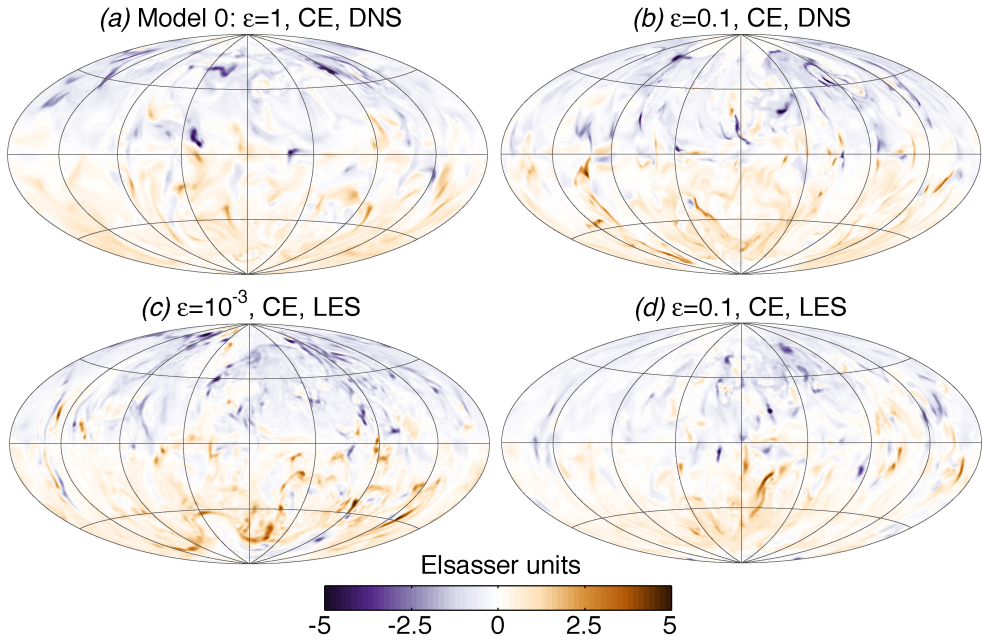 (a) Model 0: ε=1, CE, DNS
(b) ε=0.1, CE, DNS
(c) ε=10⁻³, CE, LES
(d) ε=0.1, CE, LES
Elsasser units
-5 -2.5 0 2.5 5